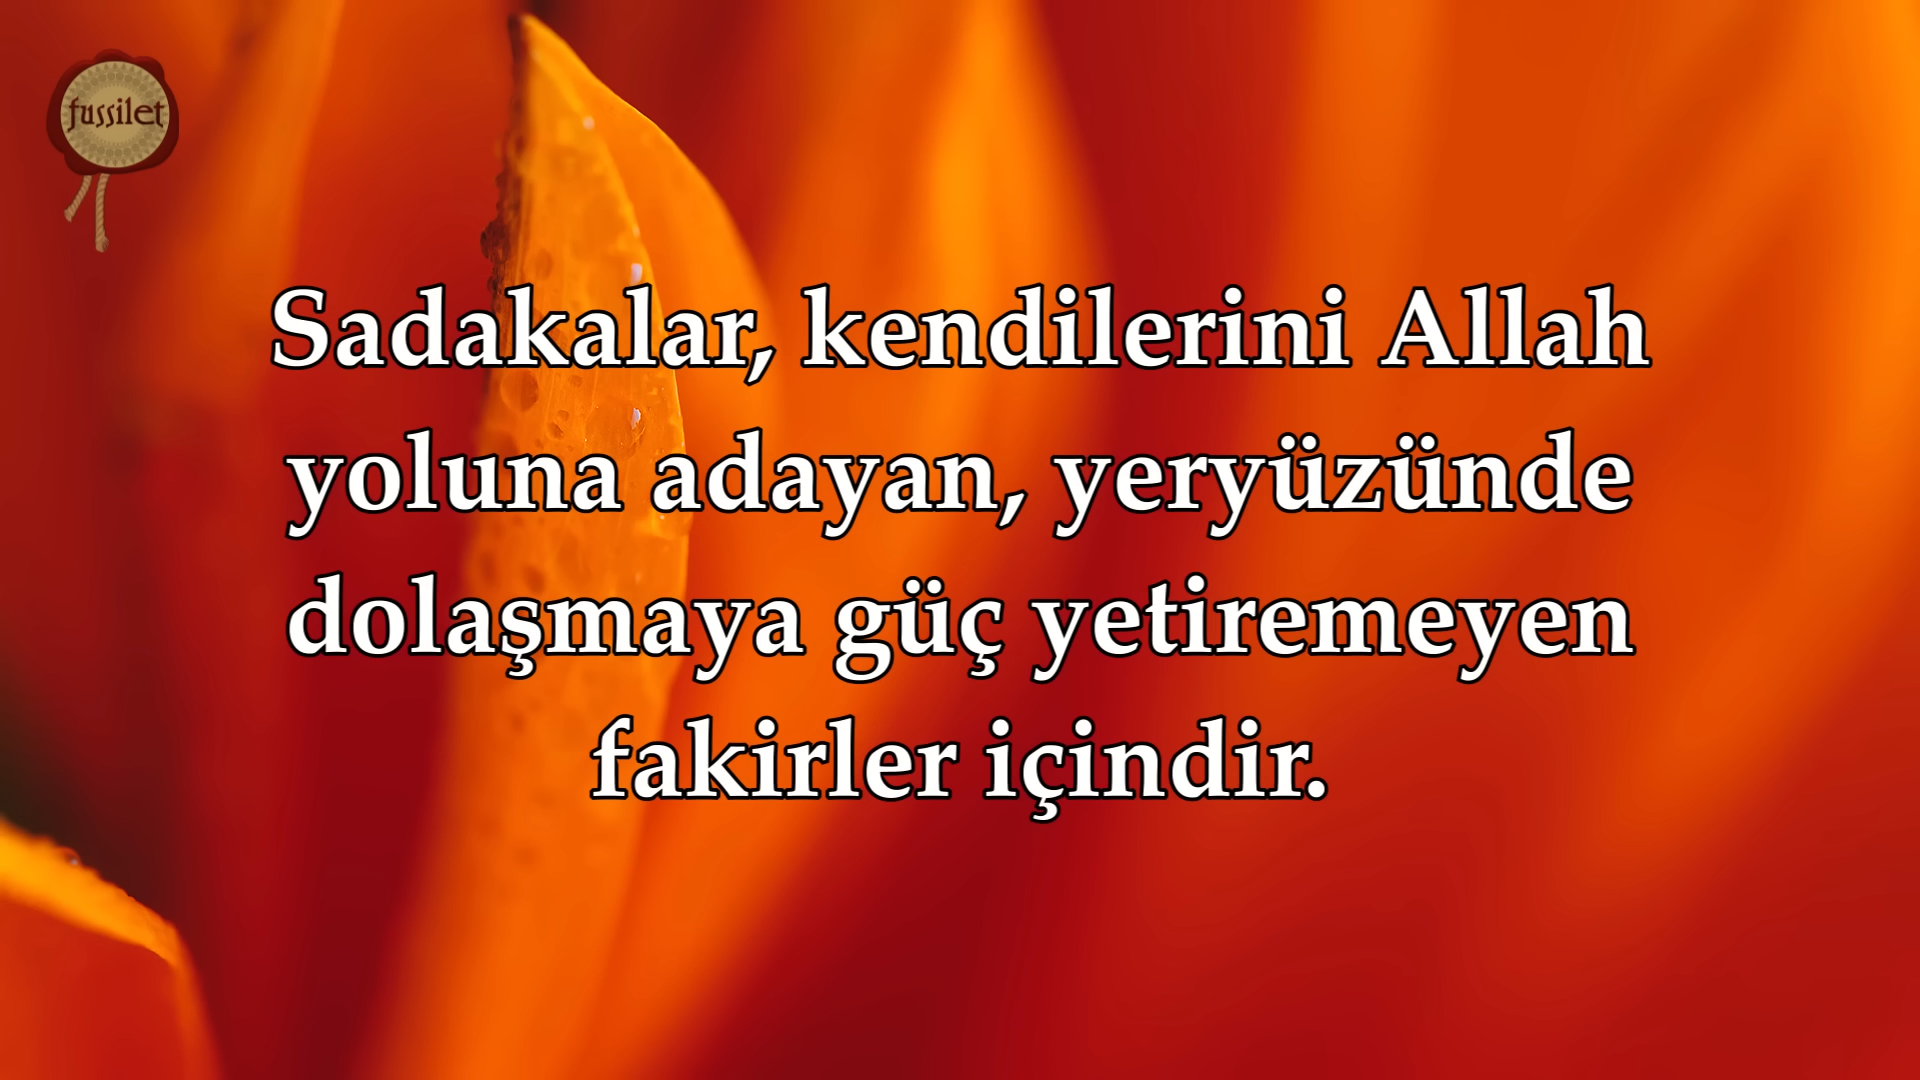 fussilet
Sadakalar, kendilerini Allah
yoluna adayan, yeryüzünde
dolaşmaya güç yetiremeyen
fakirler içindir.